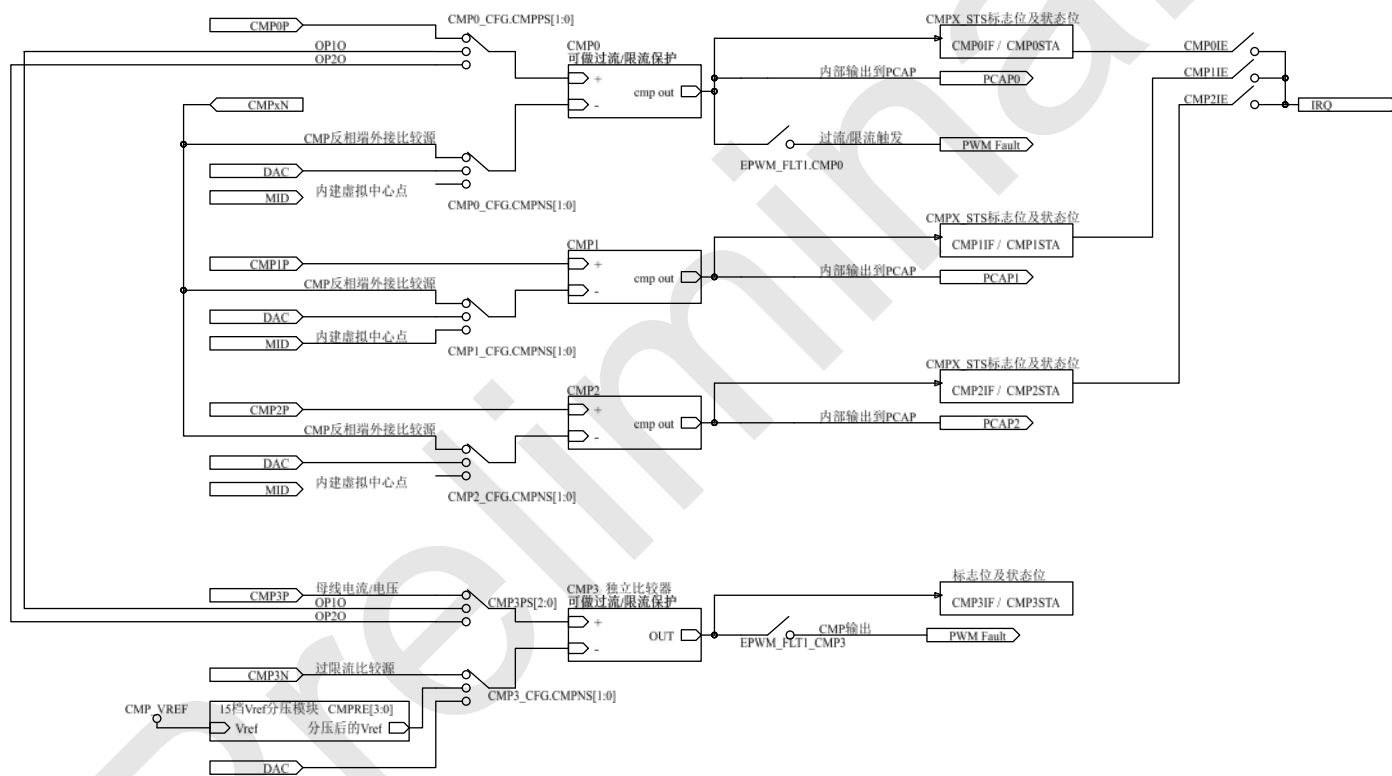 CMP0P
CMP0_CFG.CMPPS[1:0]
OP1O
OP2O
CMP0
可做过流/限流保护
+
-
cmp out
CMPX_STS标志位及状态位
CMP0IF / CMP0STA
内部输出到PCAP
PCAP0
过流/限流触发
PWM Fault
EPWM_FLT1.CMP0
CMP0IE
CMP1IE
CMP2IE
IRQ
CMPxN
CMP反相端外接比较源
DAC
MID
内建虚拟中心点
CMP0_CFG.CMPNS[1:0]
CMP1P
CMP1
+
-
cmp out
CMPX_STS标志位及状态位
CMP1IF / CMP1STA
内部输出到PCAP
PCAP1
CMP反相端外接比较源
DAC
MID
内建虚拟中心点
CMP1_CFG.CMPNS[1:0]
CMP2P
CMP2
+
-
cmp out
CMPX_STS标志位及状态位
CMP2IF / CMP2STA
内部输出到PCAP
PCAP2
CMP反相端外接比较源
DAC
MID
内建虚拟中心点
CMP2_CFG.CMPNS[1:0]
CMP3P
母线电流/电压
OP1O
OP2O
CMP3PS[2:0]
CMP3 独立比较器
可做过流/限流保护
+
-
OUT
标志位及状态位
CMP3IF / CMP3STA
CMP输出
PWM Fault
EPWM_FLT1_CMP3
CMP3N
过限流比较源
CMP3_CFG.CMPNS[1:0]
CMP_VREF
15档Vref分压模块 CMPRE[3:0]
Vref
分压后的Vref
DAC
Preliminar